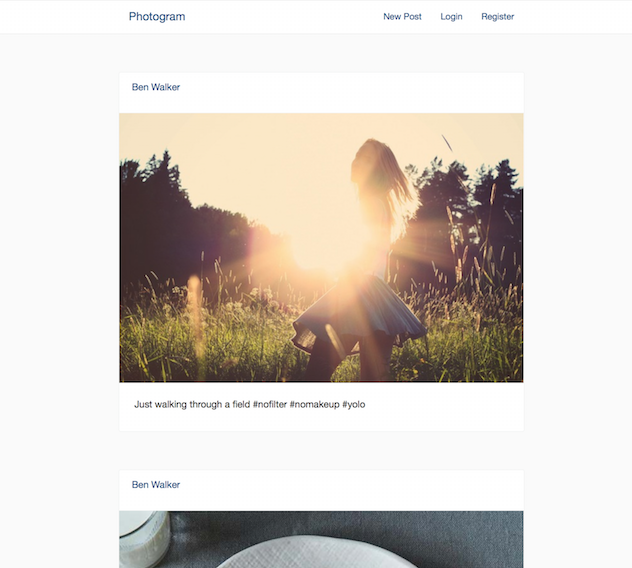 Photogram
New Post Login Register
Ben Walker
Just walking through a field #nofilter #nomakeup #yolo
Ben Walker